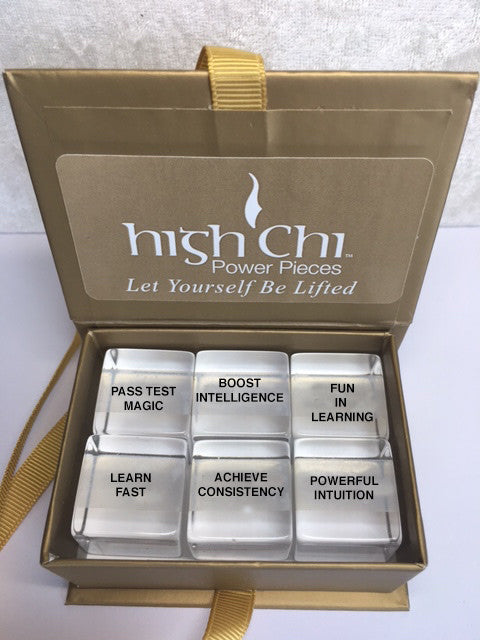 high Chi™
Power Pieces
Let Yourself Be Lifted
PASS TEST
MAGIC
BOOST
INTELLIGENCE
FUN
IN
LEARNING
LEARN
FAST
ACHIEVE
CONSISTENCY
POWERFUL
INTUITION